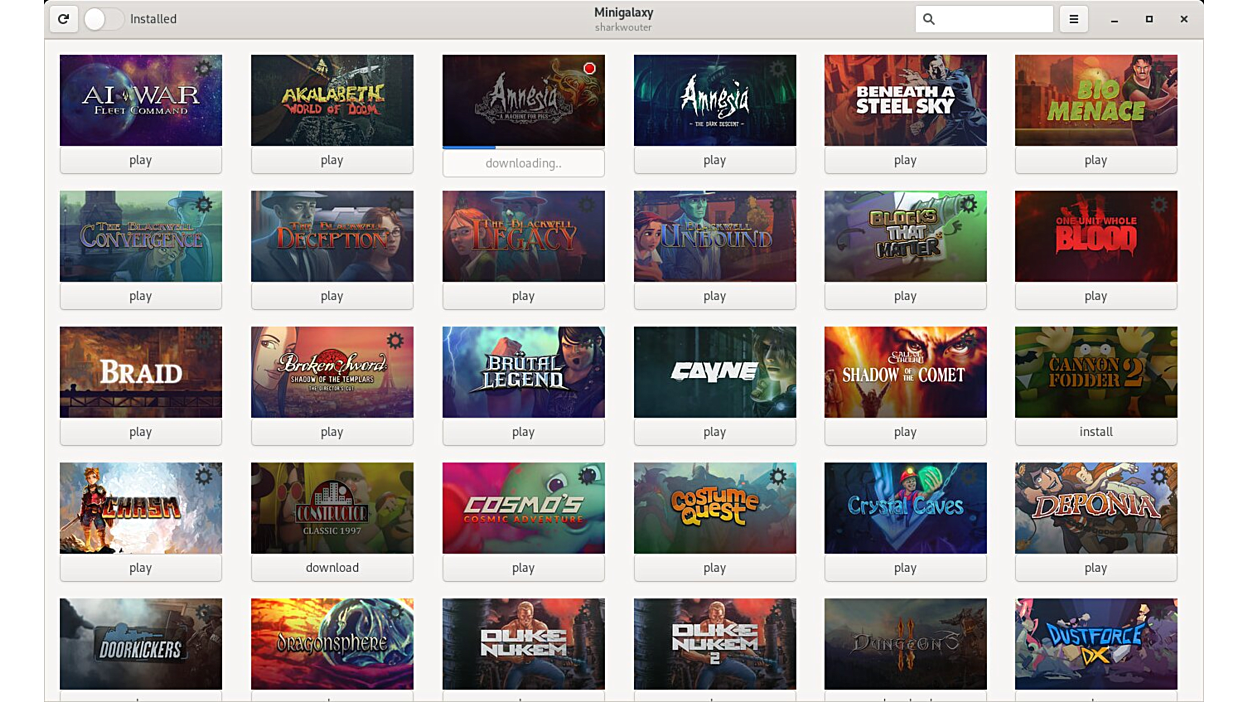 Installed
Minigalaxy
sharkwouter
AI WAR
FLEET COMMAND
AKALABETH
WORLD OF DOOM
Amnesia
A MACHINE FOR PIGS
Amnesia
THE DARK DESCENT
BENEATH A
STEEL SKY
BIO
MENACE
play
play
downloading..
play
play
play
THE BLACKWELL
CONVERGENCE
THE BLACKWELL
DECEPTION
THE BLACKWELL
LEGACY
THE BLACKWELL
UNBOUND
BLOCKS
THAT
MATTER
ONE UNIT WHOLE
BLOOD
play
play
play
play
play
play
BRAID
Broken Sword
SHADOW OF THE TEMPLARS
THE DIRECTOR'S CUT
BRÜTAL
LEGEND
CAYNE
CALL OF
CTHULHU
SHADOW OF THE COMET
CANNON
FODDER 2
play
play
play
play
play
install
CHASM
CONSTRUCTOR
CLASSIC 1997
COSMO'S
COSMIC ADVENTURE
COSTUME
QUEST
Crystal Caves
DEPONIA
play
download
play
play
play
play
DOORKICKERS
DRAGONSPHERE
DUKE
NUKEM
DUKE
NUKEM
2
DUNGEONS
II
DUSTFORCE
DX